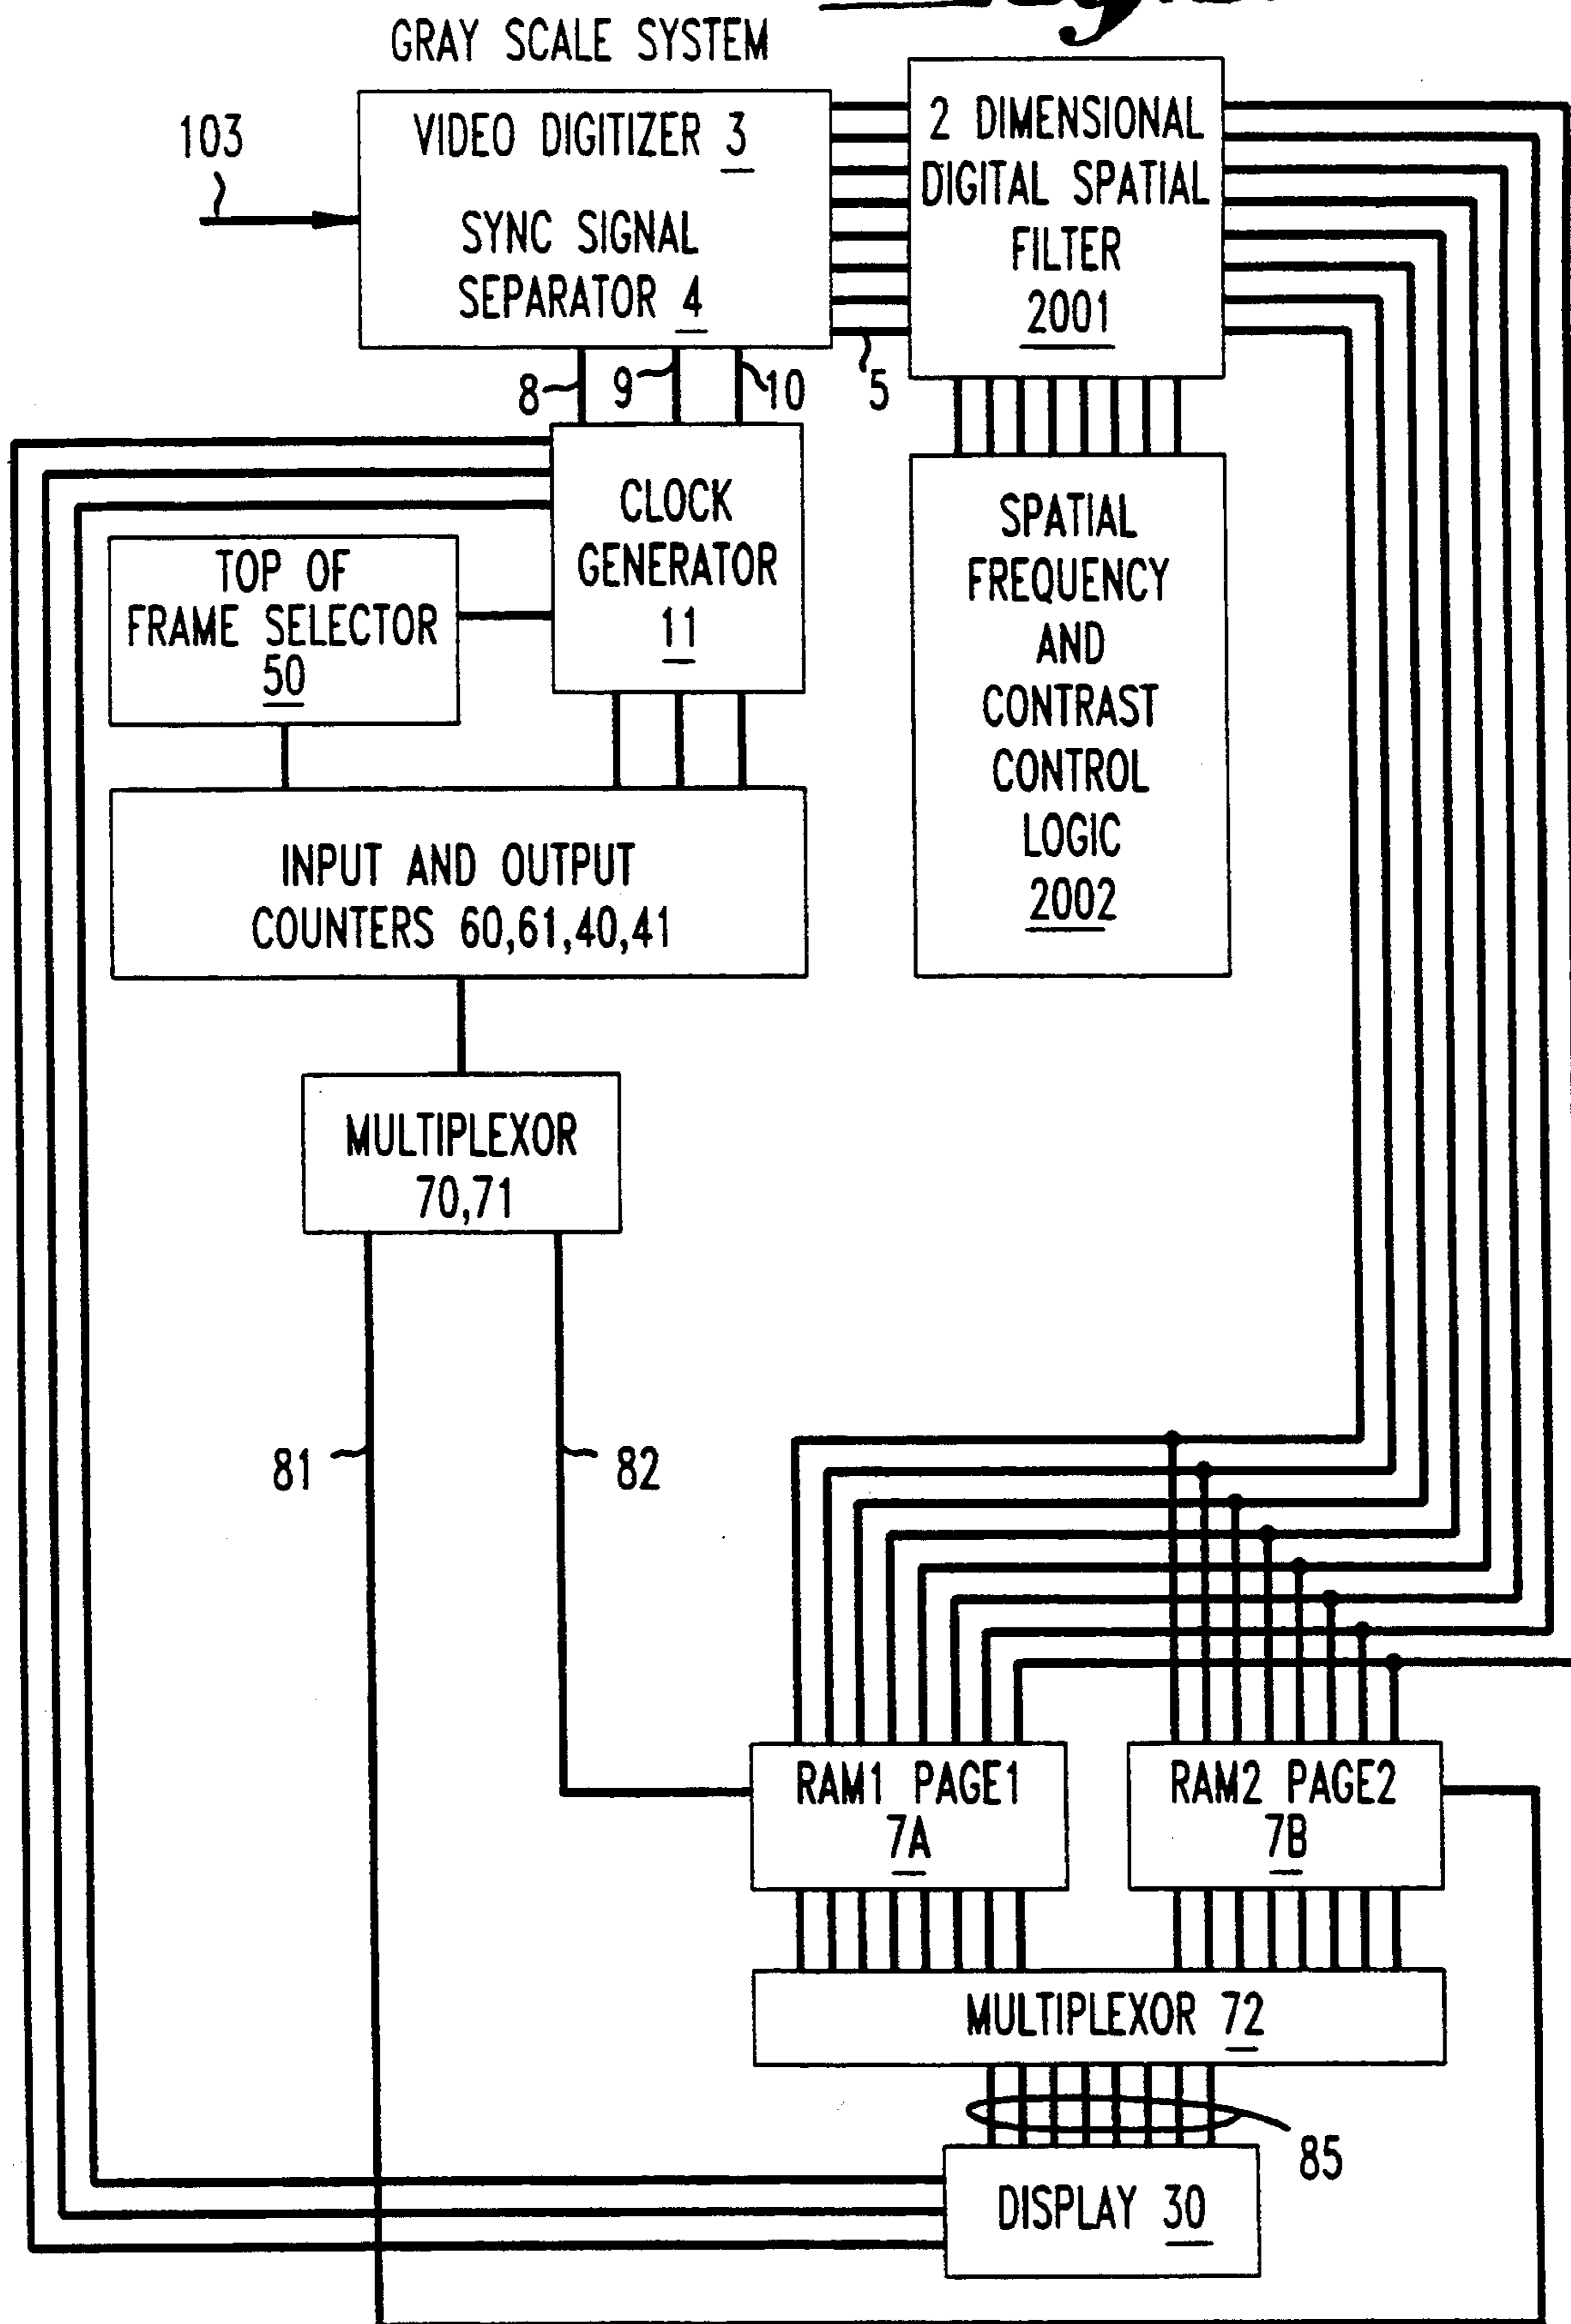 GRAY SCALE SYSTEM
103
VIDEO DIGITIZER 3
SYNC SIGNAL
SEPARATOR 4
2 DIMENSIONAL
DIGITAL SPATIAL
FILTER
2001
8
9
10
5
CLOCK
GENERATOR
11
TOP OF
FRAME SELECTOR
50
SPATIAL
FREQUENCY
AND
CONTRAST
CONTROL
LOGIC
2002
INPUT AND OUTPUT
COUNTERS 60,61,40,41
MULTIPLEXOR
70,71
81
82
RAM1 PAGE1
7A
RAM2 PAGE2
7B
MULTIPLEXOR 72
85
DISPLAY 30